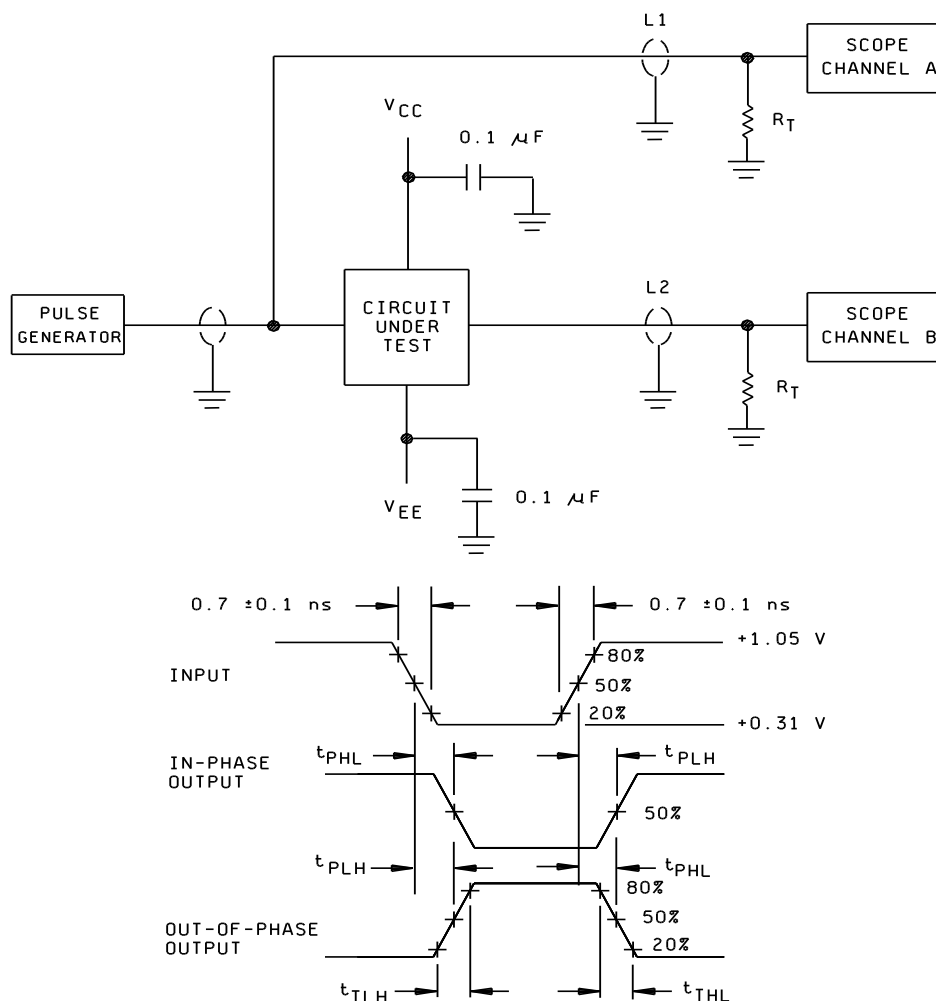 L1
SCOPE
CHANNEL A
RT
VCC
0.1 μF
PULSE
GENERATOR
CIRCUIT
UNDER
TEST
L2
SCOPE
CHANNEL B
RT
VEE
0.1 μF
0.7 ±0.1 ns
0.7 ±0.1 ns
+1.05 V
80%
INPUT
50%
20%
+0.31 V
tPHL
tPLH
IN-PHASE
OUTPUT
50%
tPLH
tPHL
80%
50%
OUT-OF-PHASE
OUTPUT
20%
tTLH
tTHL